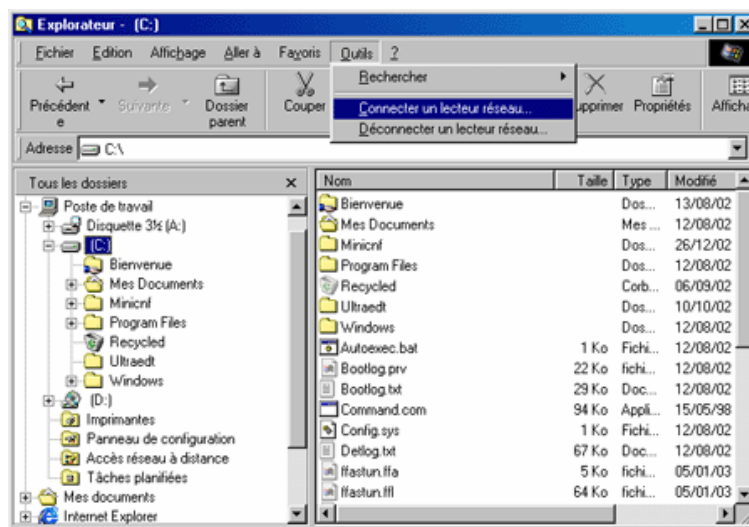 Explorateur - (C:)
Fichier Edition Affichage Aller à Favoris Outils ?
Rechercher
Connecter un lecteur réseau...
Déconnecter un lecteur réseau...
Précédent
e
Suivante
Dossier
parent
Couper
upprimer
Propriétés
Afficha
Adresse C:\
Tous les dossiers
Poste de travail
Disquette 3½ (A:)
(C:)
Bienvenue
Mes Documents
Minicnf
Program Files
Recycled
Ultraedt
Windows
(D:)
Imprimantes
Panneau de configuration
Accès réseau à distance
Tâches planifiées
Mes documents
Internet Explorer
Nom Taille Type Modifié
Bienvenue Dos... 13/08/02
Mes Documents Mes ... 12/08/02
Minicnf Dos... 26/12/02
Program Files Dos... 12/08/02
Recycled Corb... 06/09/02
Ultraedt Dos... 10/10/02
Windows Dos... 12/08/02
Autoexec.bat 1 Ko Fichi... 12/08/02
Bootlog.prv 22 Ko fichi... 12/08/02
Bootlog.txt 29 Ko Doc... 12/08/02
Command.com 94 Ko Appli... 15/05/98
Config.sys 1 Ko Fichi... 12/08/02
Detlog.txt 67 Ko Doc... 12/08/02
ffastun.ffa 5 Ko fichi... 05/01/03
ffastun.ffl 64 Ko fichi... 05/01/03